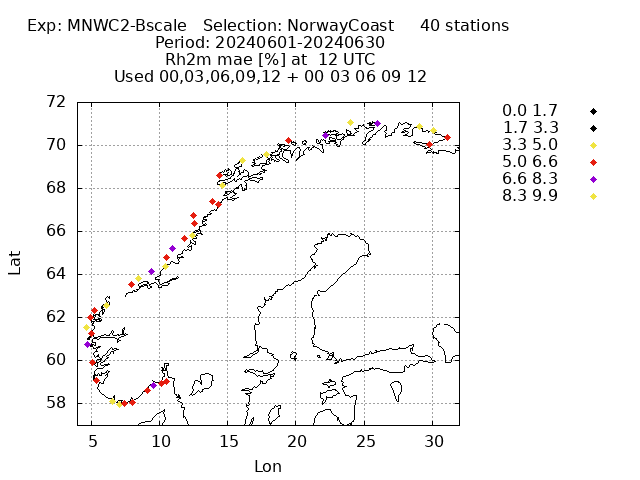 Exp: MNWC2-Bscale   Selection: NorwayCoast     40 stations
Period: 20240601-20240630
Rh2m mae [%] at  12 UTC
Used 00,03,06,09,12 + 00 03 06 09 12
0.0 1.7
1.7 3.3
3.3 5.0
5.0 6.6
6.6 8.3
8.3 9.9
72
70
68
66
64
62
60
58
Lat
5 10 15 20 25 30
Lon